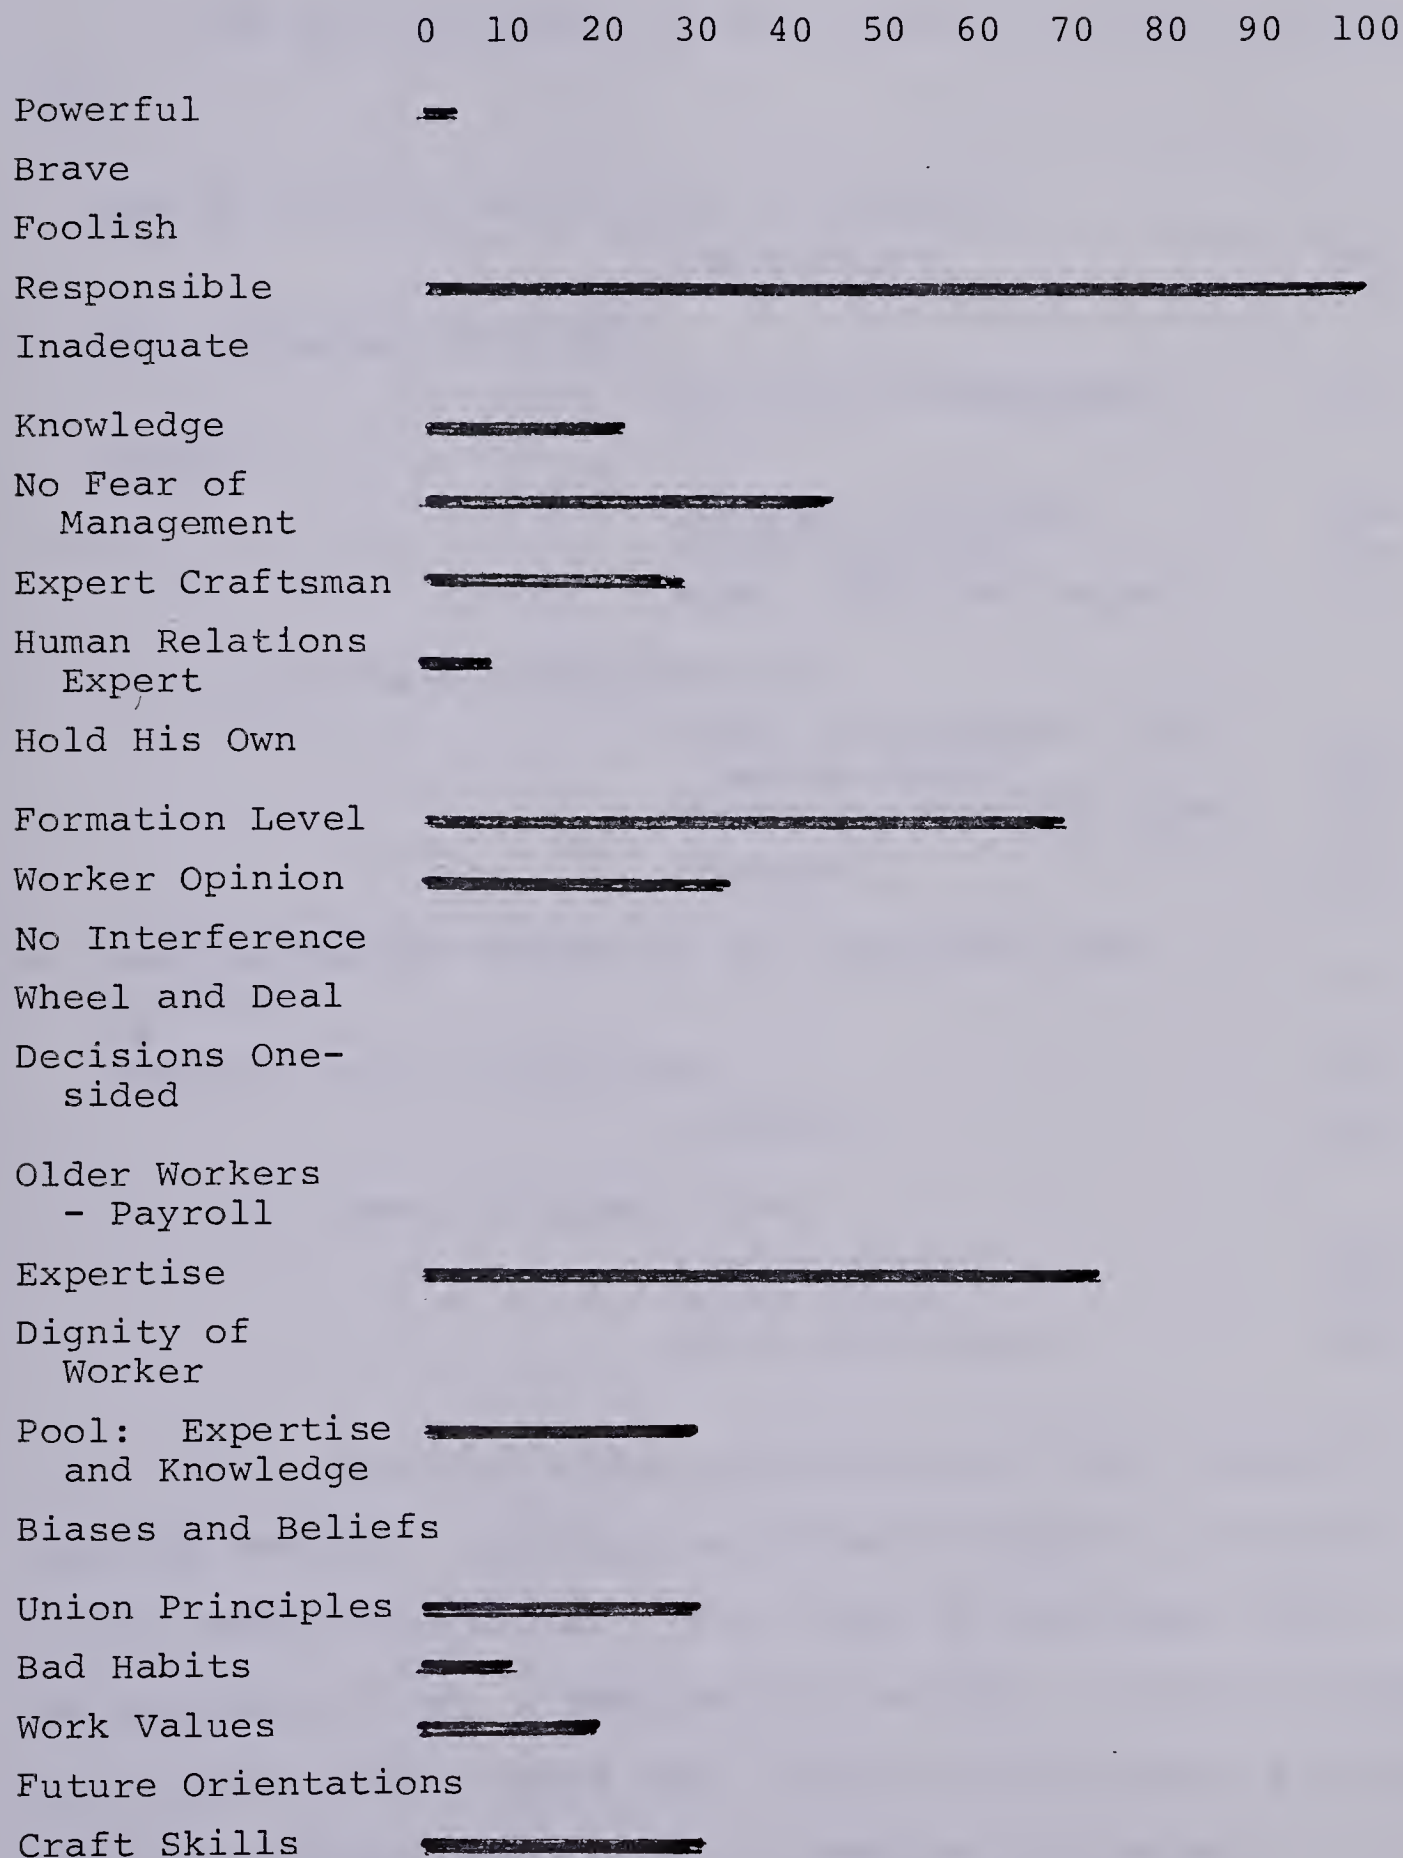 0 10 20 30 40 50 60 70 80 90 100
Powerful
Brave
Foolish
Responsible
Inadequate
Knowledge
No Fear of
Management
Expert Craftsman
Human Relations
Expert
Hold His Own
Formation Level
Worker Opinion
No Interference
Wheel and Deal
Decisions One-
sided
Older Workers
- Payroll
Expertise
Dignity of
Worker
Pool: Expertise
and Knowledge
Biases and Beliefs
Union Principles
Bad Habits
Work Values
Future Orientations
Craft Skills